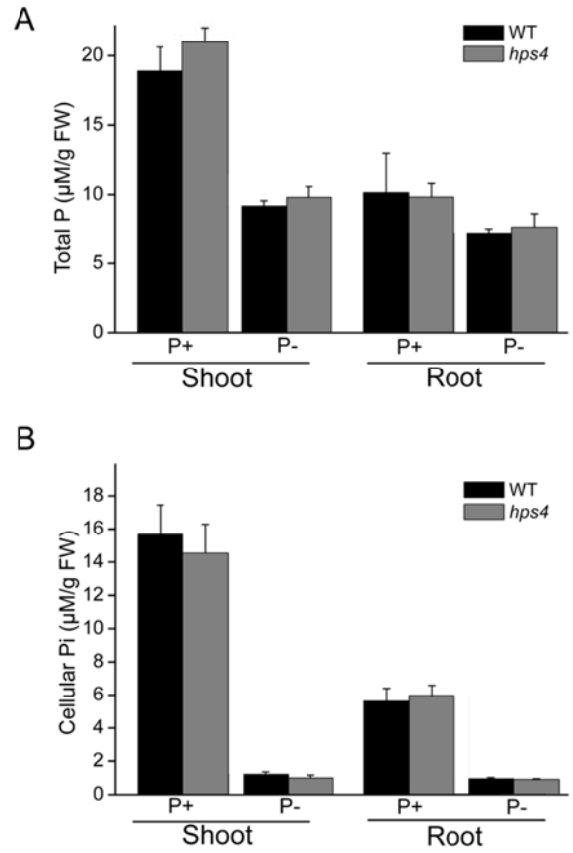 A
WT
hps4
Total P (µM/g FW)
20
15
10
5
0
P+ P- P+ P-
Shoot Root
B
WT
hps4
Cellular Pi (µM/g FW)
18
16
14
12
10
8
6
4
2
0
P+ P- P+ P-
Shoot Root